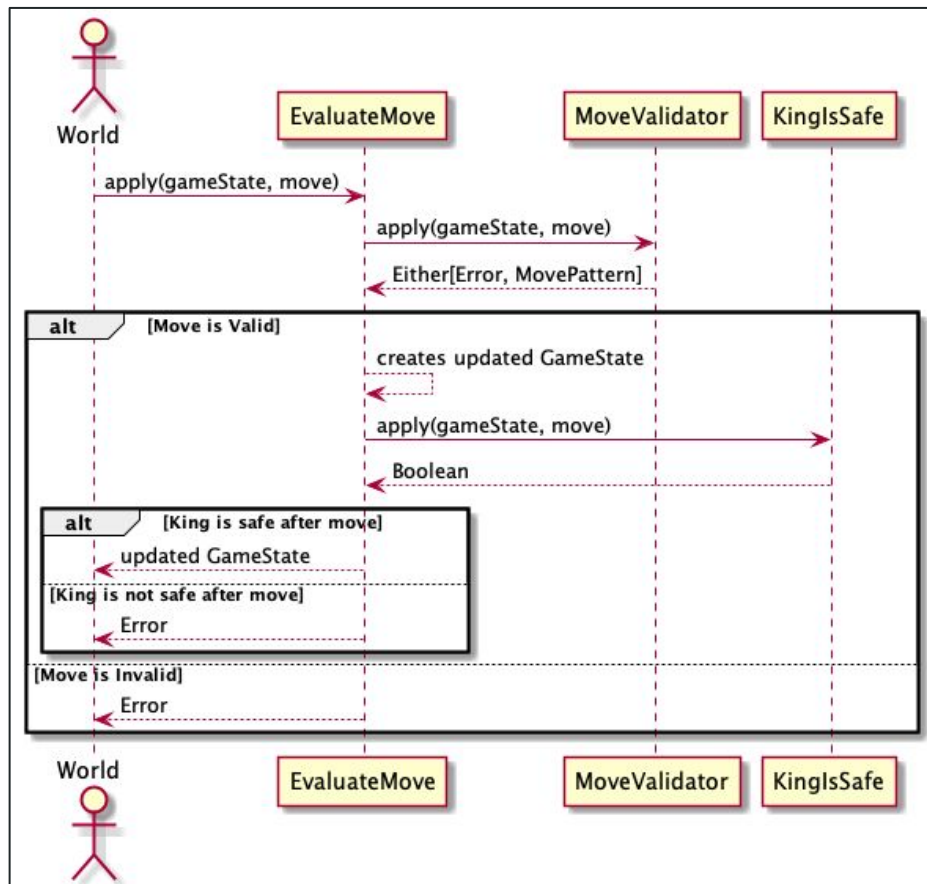 World
EvaluateMove
MoveValidator
KingIsSafe
apply(gameState, move)
apply(gameState, move)
Either[Error, MovePattern]
alt
[Move is Valid]
creates updated GameState
apply(gameState, move)
Boolean
alt
[King is safe after move]
updated GameState
[King is not safe after move]
Error
[Move is Invalid]
Error
World
EvaluateMove
MoveValidator
KingIsSafe